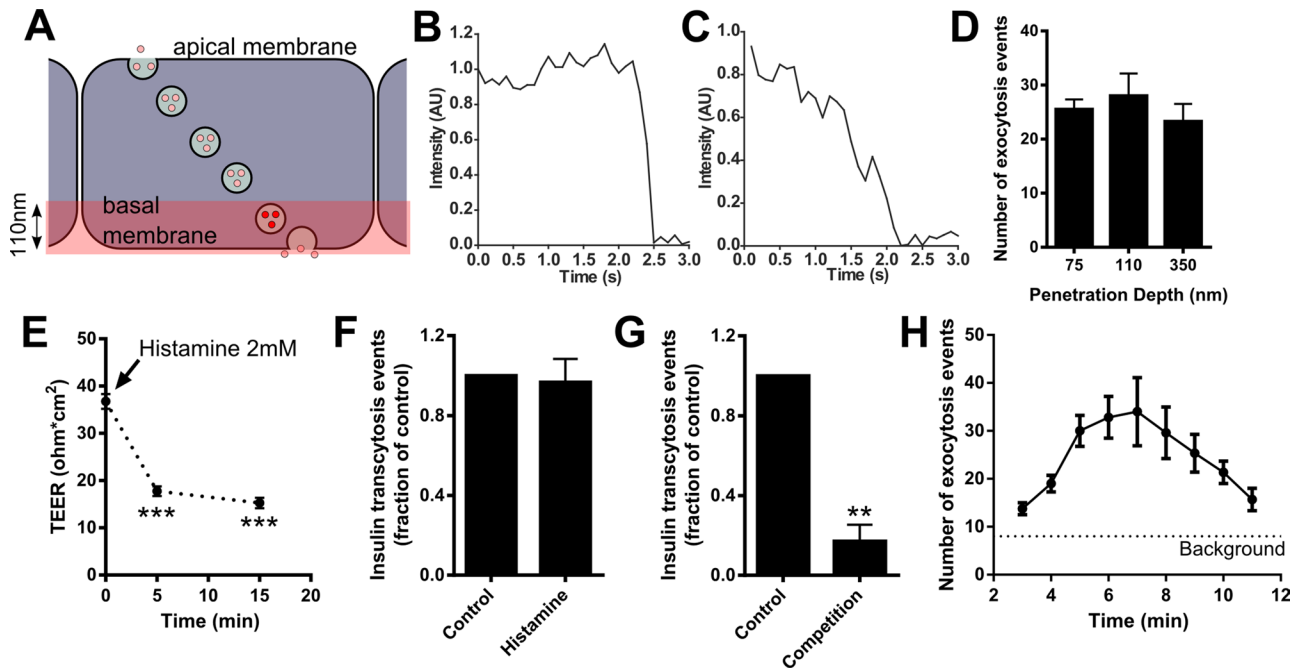 A
apical membrane
basal
membrane
110nm
B
Intensity (AU)
1.2
1.0
0.8
0.6
0.4
0.2
0.0
0.0 0.5 1.0 1.5 2.0 2.5 3.0
Time (s)
C
Intensity (AU)
1.0
0.8
0.6
0.4
0.2
0.0
0.0 0.5 1.0 1.5 2.0 2.5 3.0
Time (s)
D
Number of exocytosis events
40
30
20
10
0
75 110 350
Penetration Depth (nm)
E
Histamine 2mM
TEER (ohm*cm2)
50
40
30
20
10
0
***
***
0 5 10 15 20
Time (min)
F
Insulin transcytosis events
(fraction of control)
1.2
0.8
0.4
0.0
Control
Histamine
G
Insulin transcytosis events
(fraction of control)
1.2
0.8
0.4
0.0
**
Control
Competition
H
Number of exocytosis events
50
40
30
20
10
0
Background
2 4 6 8 10 12
Time (min)